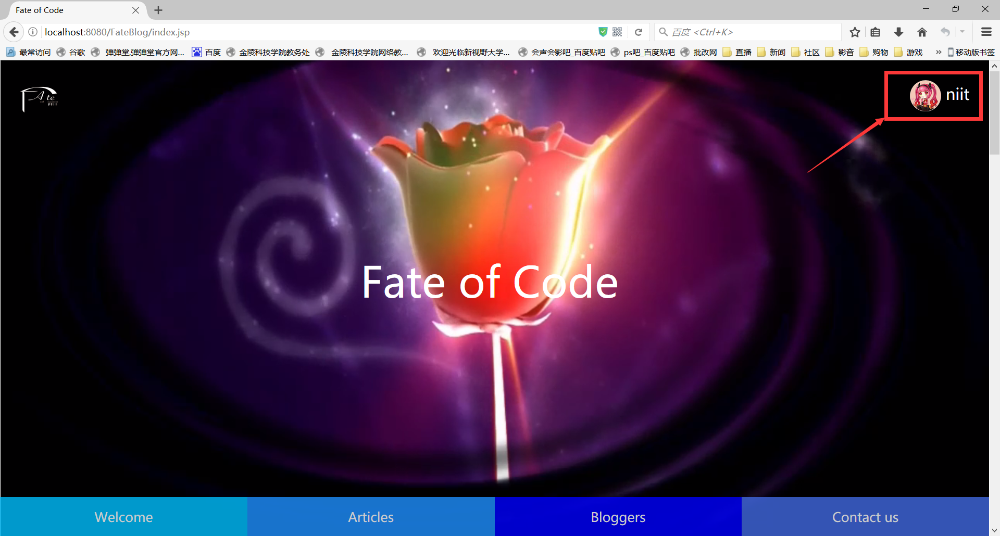 Fate of Code
localhost:8080/FateBlog/index.jsp
百度 <Ctrl+K>
最常访问 谷歌 弹弹堂,弹弹堂官方网... 百度 金陵科技学院教务处 金陵科技学院网络教... 欢迎光临新视野大学... 会声会影吧_百度贴吧 ps吧_百度贴吧 批改网 直播 新闻 社区 影音 购物 游戏 » 移动版书签
Fate
of code
niit
Fate of Code
Welcome Articles Bloggers Contact us